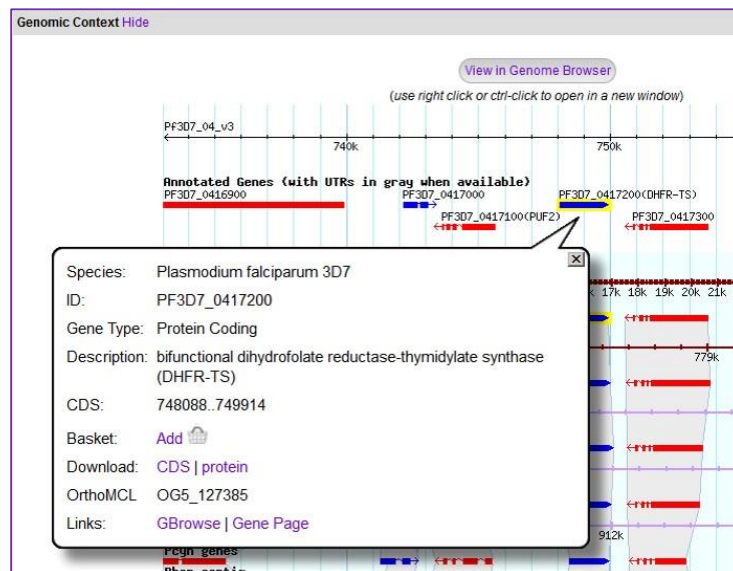 Genomic Context Hide
View in Genome Browser
(use right click or ctrl-click to open in a new window)
Pf3D7_04_v3
740k 750k
Annotated Genes (with UTRs in gray when available)
PF3D7_0416900 PF3D7_0417000 PF3D7_0417200(DHFR-TS)
PF3D7_0417100(PUF2) PF3D7_0417300
Species: Plasmodium falciparum 3D7
ID: PF3D7_0417200
17k 18k 19k 20k 21k
Gene Type: Protein Coding
Description: bifunctional dihydrofolate reductase-thymidylate synthase
(DHFR-TS)
779k
CDS: 748088..749914
Basket: Add
Download: CDS | protein
OrthoMCL OG5_127385
Links: GBrowse | Gene Page
912k
Pcyn genes